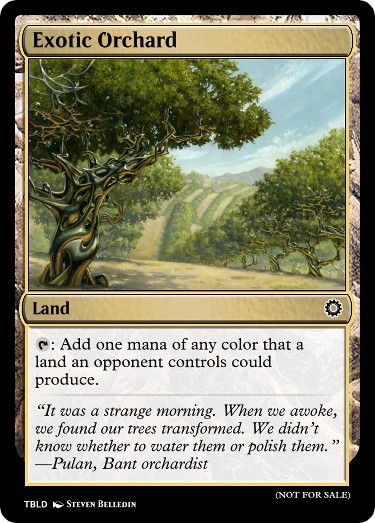 Exotic Orchard
Land
: Add one mana of any color that a
land an opponent controls could
produce.
“It was a strange morning. When we awoke,
we found our trees transformed. We didn’t
know whether to water them or polish them.”
—Pulan, Bant orchardist
(NOT FOR SALE)
TBLD Steven Belledin